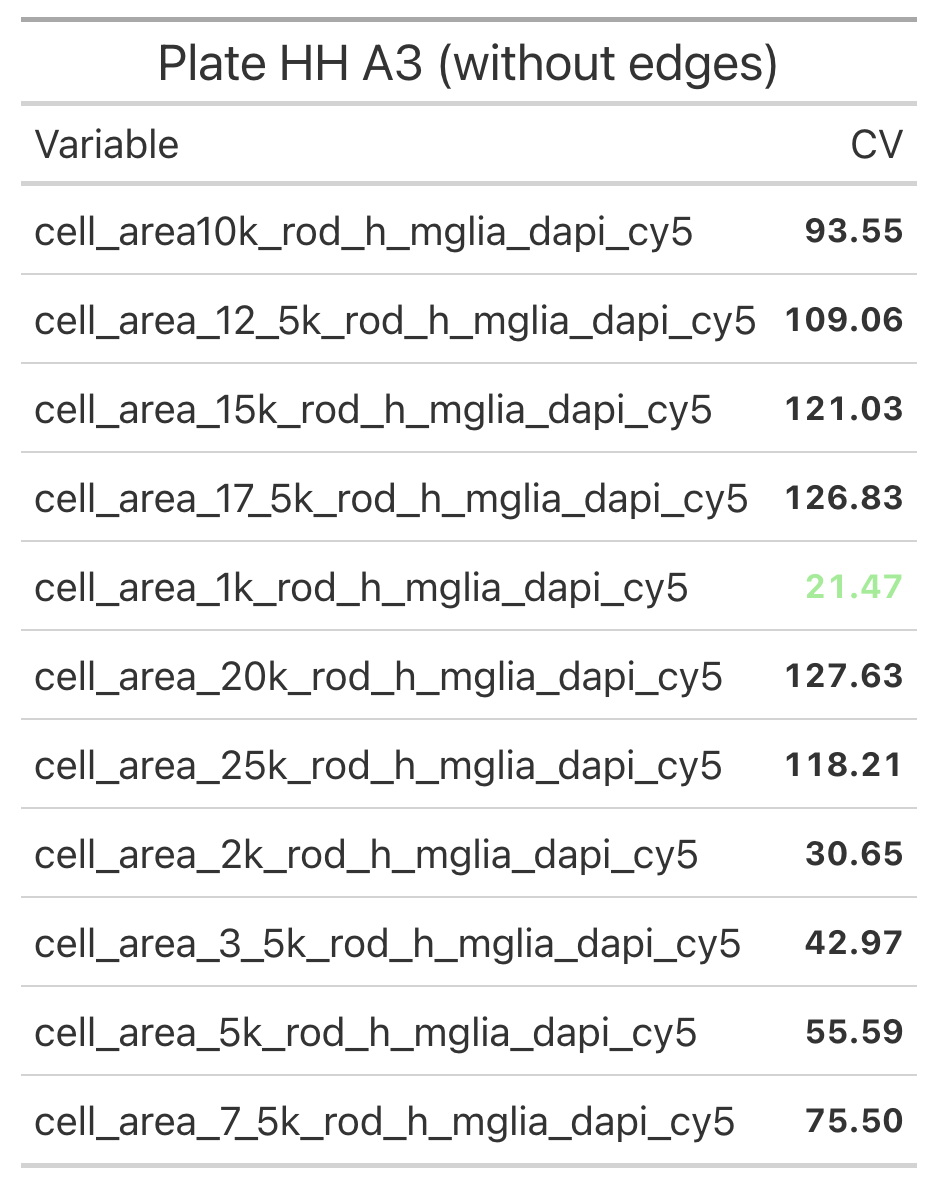 Plate HH A3 (without edges)
Variable CV
cell_area10k_rod_h_mglia_dapi_cy5 93.55
cell_area_12_5k_rod_h_mglia_dapi_cy5 109.06
cell_area_15k_rod_h_mglia_dapi_cy5 121.03
cell_area_17_5k_rod_h_mglia_dapi_cy5 126.83
cell_area_1k_rod_h_mglia_dapi_cy5 21.47
cell_area_20k_rod_h_mglia_dapi_cy5 127.63
cell_area_25k_rod_h_mglia_dapi_cy5 118.21
cell_area_2k_rod_h_mglia_dapi_cy5 30.65
cell_area_3_5k_rod_h_mglia_dapi_cy5 42.97
cell_area_5k_rod_h_mglia_dapi_cy5 55.59
cell_area_7_5k_rod_h_mglia_dapi_cy5 75.50